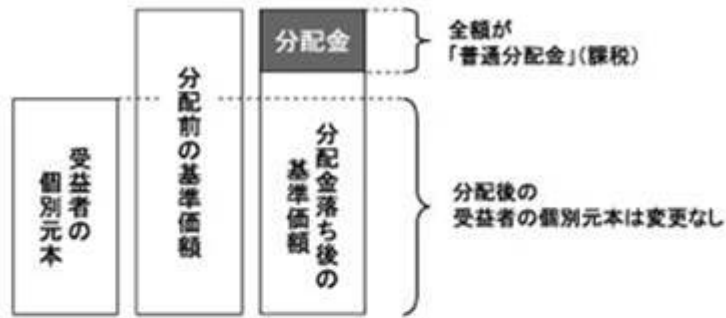 受益者の
個別元本
分配前の基準価額
分配金
分配金落ち後の
基準価額
全額が
「普通分配金」(課税)
分配後の
受益者の個別元本は変更なし